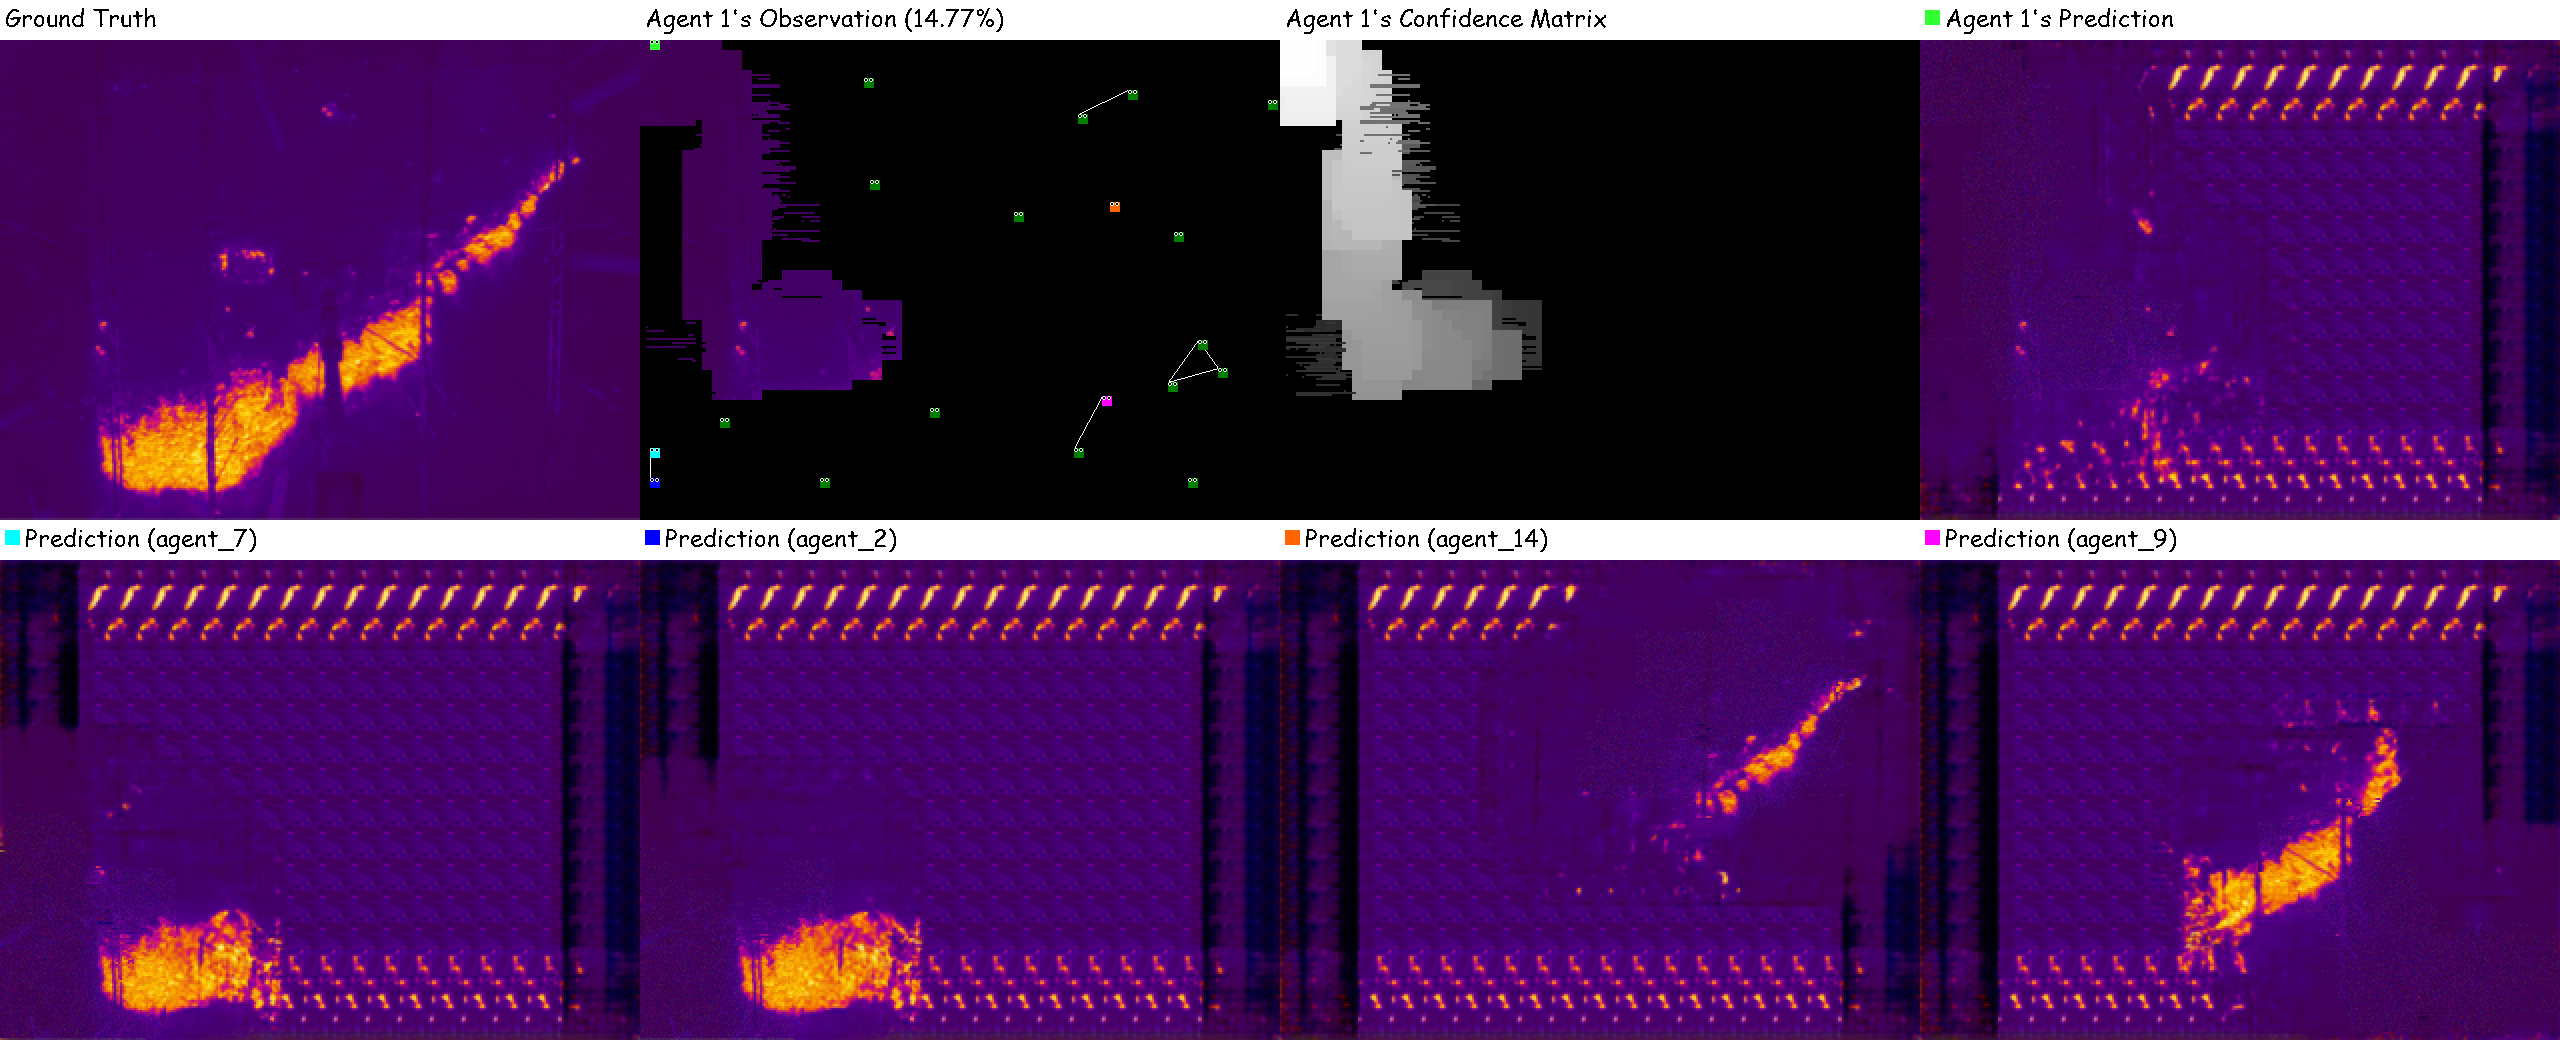 Ground Truth
Agent 1's Observation (14.77%)
Agent 1's Confidence Matrix
Agent 1's Prediction
Prediction (agent_7)
Prediction (agent_2)
Prediction (agent_14)
Prediction (agent_9)